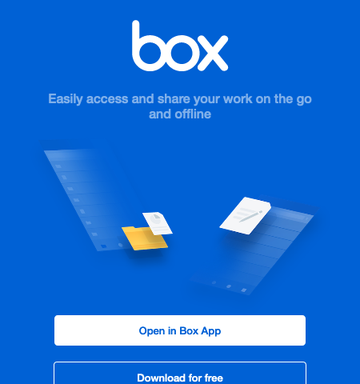 box
Easily access and share your work on the go
and offline
Open in Box App
Download for free